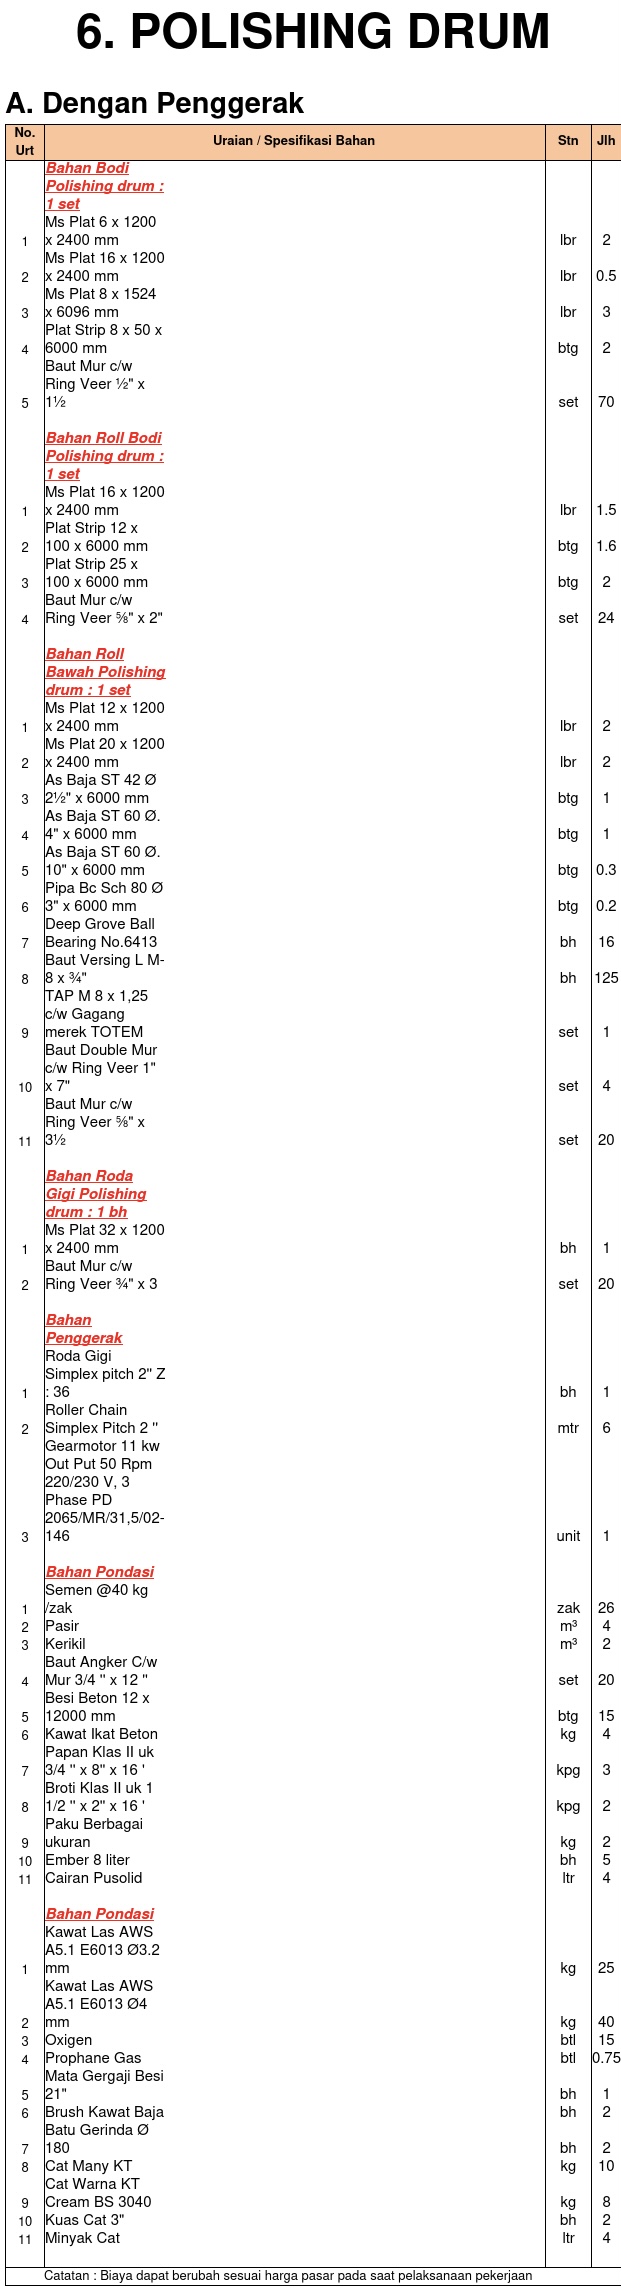 6. POLISHING DRUM
A. Dengan Penggerak
No. Urt Uraian / Spesifikasi Bahan Stn Jlh
Bahan Bodi
Polishing drum :
1 set
Ms Plat 6 x 1200
1 x 2400 mm lbr 2
Ms Plat 16 x 1200
2 x 2400 mm lbr 0.5
Ms Plat 8 x 1524
3 x 6096 mm lbr 3
Plat Strip 8 x 50 x
4 6000 mm btg 2
Baut Mur c/w
Ring Veer ½" x
5 1½ set 70
Bahan Roll Bodi
Polishing drum :
1 set
Ms Plat 16 x 1200
1 x 2400 mm lbr 1.5
Plat Strip 12 x
2 100 x 6000 mm btg 1.6
Plat Strip 25 x
3 100 x 6000 mm btg 2
Baut Mur c/w
4 Ring Veer ⅝" x 2" set 24
Bahan Roll
Bawah Polishing
drum : 1 set
Ms Plat 12 x 1200
1 x 2400 mm lbr 2
Ms Plat 20 x 1200
2 x 2400 mm lbr 2
As Baja ST 42 Ø
3 2½" x 6000 mm btg 1
As Baja ST 60 Ø.
4 4" x 6000 mm btg 1
As Baja ST 60 Ø.
5 10" x 6000 mm btg 0.3
Pipa Bc Sch 80 Ø
6 3" x 6000 mm btg 0.2
Deep Grove Ball
7 Bearing No.6413 bh 16
Baut Versing L M-
8 8 x ¾" bh 125
TAP M 8 x 1,25
c/w Gagang
9 merek TOTEM set 1
Baut Double Mur
c/w Ring Veer 1"
10 x 7" set 4
Baut Mur c/w
Ring Veer ⅝" x
11 3½ set 20
Bahan Roda
Gigi Polishing
drum : 1 bh
Ms Plat 32 x 1200
1 x 2400 mm bh 1
Baut Mur c/w
2 Ring Veer ¾" x 3 set 20
Bahan
Penggerak
Roda Gigi
Simplex pitch 2" Z
1 : 36 bh 1
Roller Chain
2 Simplex Pitch 2 " mtr 6
Gearmotor 11 kw
Out Put 50 Rpm
220/230 V, 3
Phase PD
2065/MR/31,5/02-
3 146 unit 1
Bahan Pondasi
Semen @40 kg
1 /zak zak 26
2 Pasir m³ 4
3 Kerikil m³ 2
Baut Angker C/w
4 Mur 3/4 " x 12 " set 20
Besi Beton 12 x
5 12000 mm btg 15
6 Kawat Ikat Beton kg 4
Papan Klas II uk
7 3/4 " x 8" x 16 ' kpg 3
Broti Klas II uk 1
8 1/2 " x 2" x 16 ' kpg 2
Paku Berbagai
9 ukuran kg 2
10 Ember 8 liter bh 5
11 Cairan Pusolid ltr 4
Bahan Pondasi
Kawat Las AWS
A5.1 E6013 Ø3.2
1 mm kg 25
Kawat Las AWS
A5.1 E6013 Ø4
2 mm kg 40
3 Oxigen btl 15
4 Prophane Gas btl 0.75
Mata Gergaji Besi
5 21" bh 1
6 Brush Kawat Baja bh 2
Batu Gerinda Ø
7 180 bh 2
8 Cat Many KT kg 10
Cat Warna KT
9 Cream BS 3040 kg 8
10 Kuas Cat 3" bh 2
11 Minyak Cat ltr 4
Catatan : Biaya dapat berubah sesuai harga pasar pada saat pelaksanaan pekerjaan